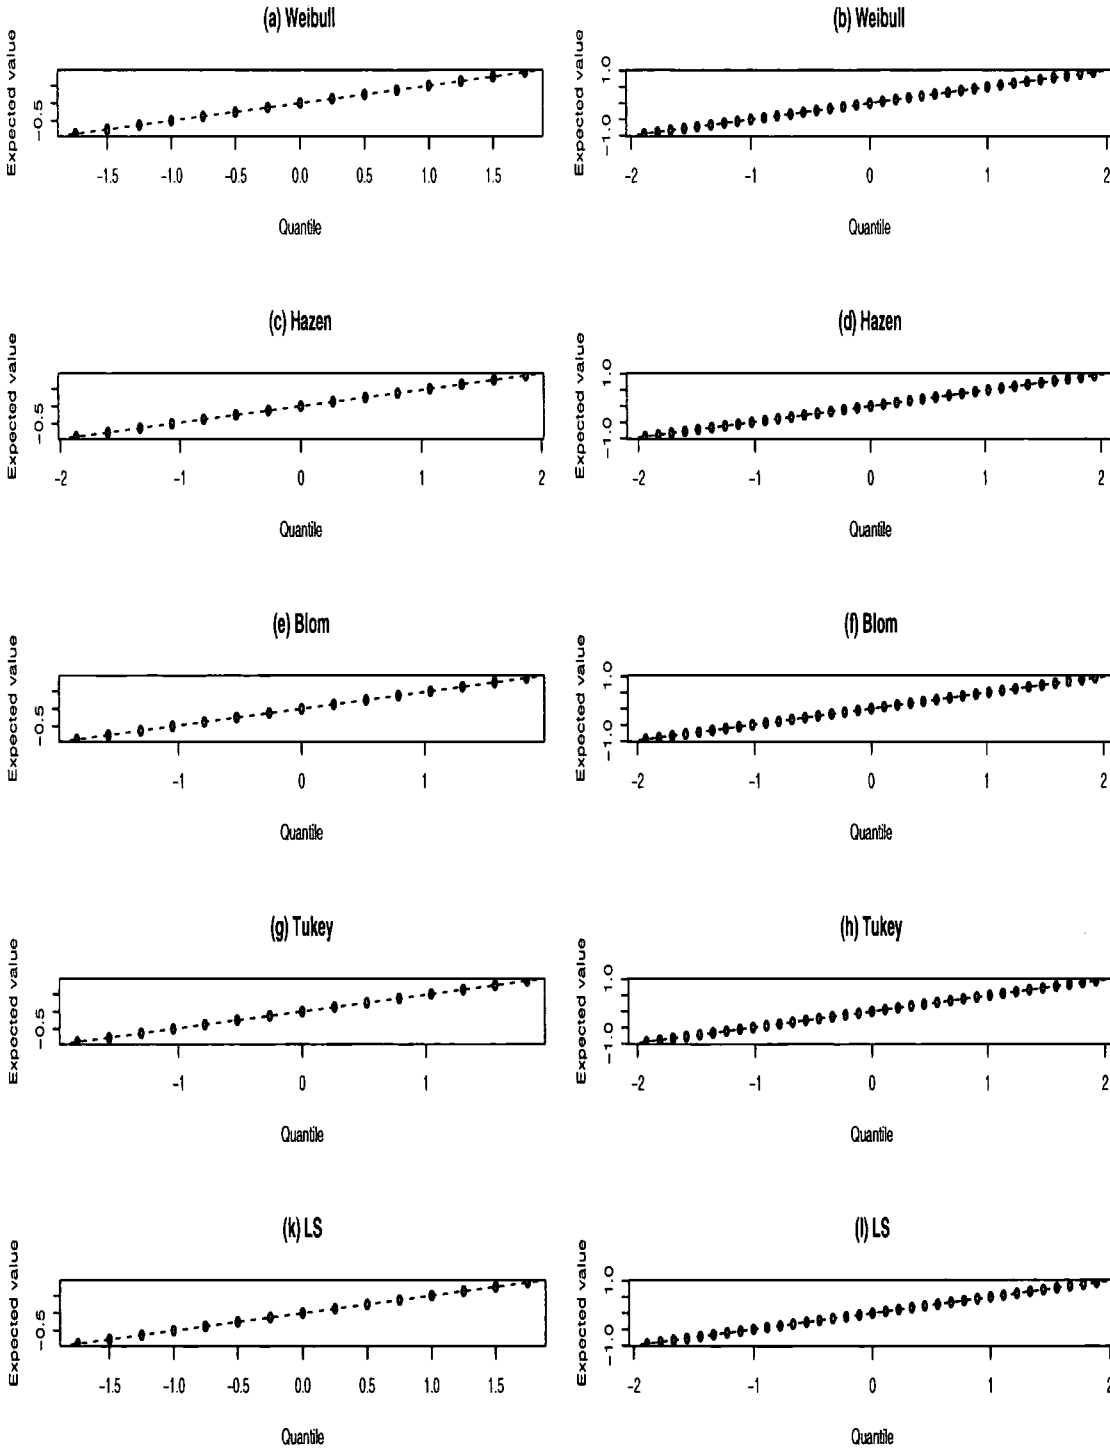 (a) Weibull
(b) Weibull
Expected value
-0.5
-1.5 -1.0 -0.5 0.0 0.5 1.0 1.5
Quantile
Expected value
-1.0 1.0
-2 -1 0 1 2
Quantile
(c) Hazen
(d) Hazen
Expected value
-0.5
-2 -1 0 1 2
Quantile
Expected value
-1.0 1.0
-2 -1 0 1 2
Quantile
(e) Blom
(f) Blom
Expected value
-0.5
-1 0 1
Quantile
Expected value
-1.0 1.0
-2 -1 0 1 2
Quantile
(g) Tukey
(h) Tukey
Expected value
-0.5
-1 0 1
Quantile
Expected value
-1.0 1.0
-2 -1 0 1 2
Quantile
(k) LS
(l) LS
Expected value
-0.5
-1.5 -1.0 -0.5 0.0 0.5 1.0 1.5
Quantile
Expected value
-1.0 1.0
-2 -1 0 1 2
Quantile